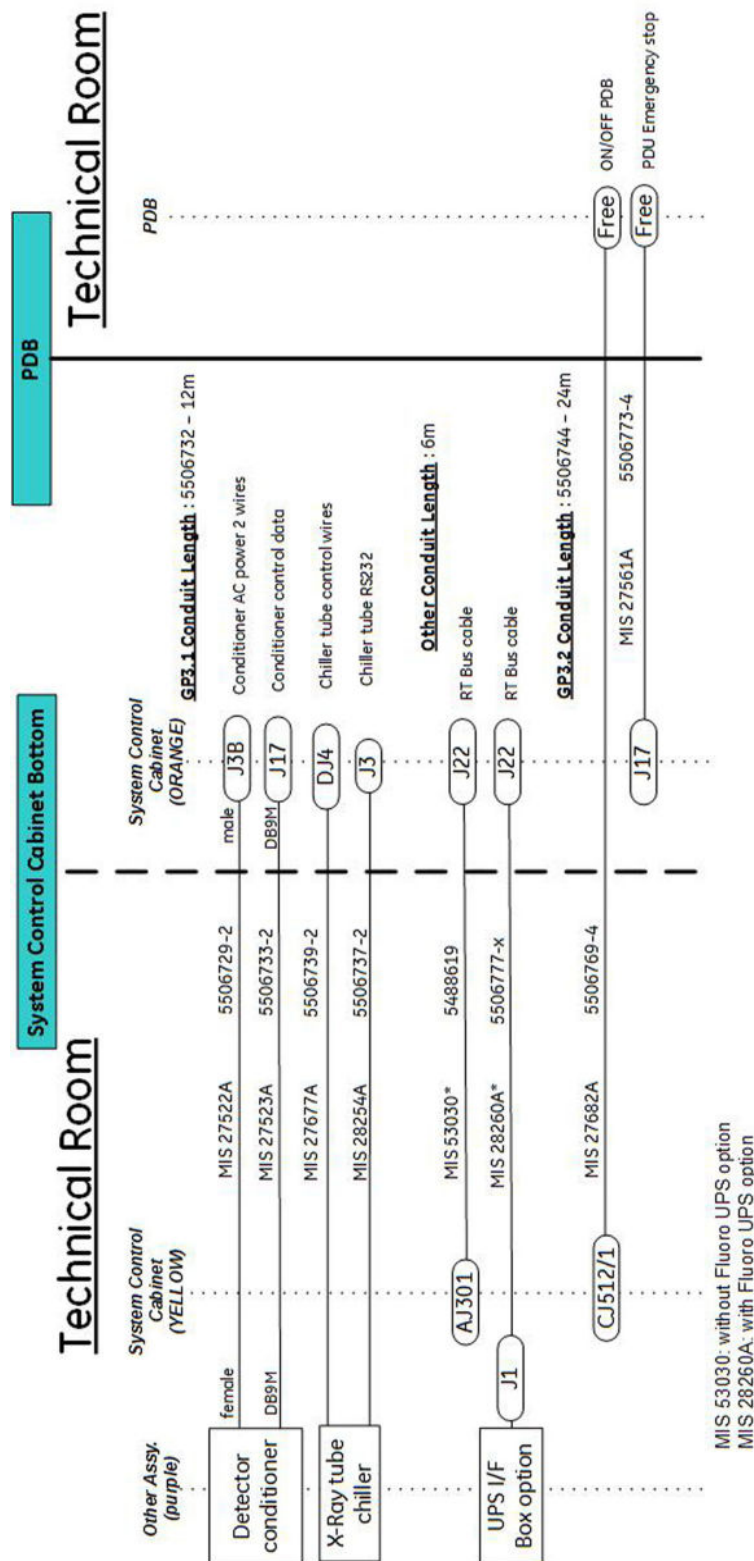 System Control Cabinet Bottom
PDB
Technical Room
Technical Room
Other Assy.
(purple)
System Control
Cabinet
(YELLOW)
System Control
Cabinet
(ORANGE)
PDB
GP3.1 Conduit Length : 5506732 – 12m
Detector
conditioner
female
MIS 27522A
5506729-2
male
J3B
Conditioner AC power 2 wires
DB9M
MIS 27523A
5506733-2
DB9M
J17
Conditioner control data
X-Ray tube
chiller
MIS 27677A
5506739-2
DJ4
Chiller tube control wires
MIS 28254A
5506737-2
J3
Chiller tube RS232
Other Conduit Length : 6m
AJ301
MIS 53030*
5488619
J22
RT Bus cable
UPS I/F
Box option
J1
MIS 28260A*
5506777-x
J22
RT Bus cable
GP3.2 Conduit Length : 5506744 – 24m
CJ512/1
MIS 27682A
5506769-4
Free
ON/OFF PDB
J17
MIS 27561A
5506773-4
Free
PDU Emergency stop
MIS 53030: without Fluoro UPS option
MIS 28260A: with Fluoro UPS option